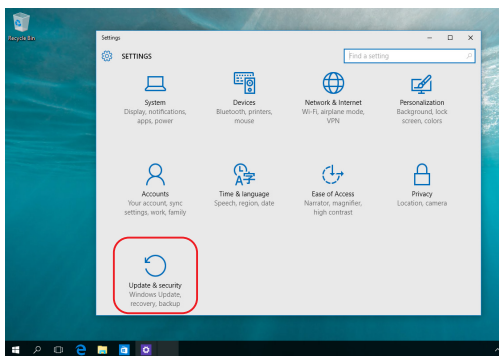 Recycle Bin
Settings
SETTINGS
Find a setting
System
Display, notifications,
apps, power
Devices
Bluetooth, printers,
mouse
Network & Internet
Wi-Fi, airplane mode,
VPN
Personalization
Background, lock
screen, colors
Accounts
Your account, sync
settings, work, family
Time & language
Speech, region, date
Ease of Access
Narrator, magnifier,
high contrast
Privacy
Location, camera
Update & security
Windows Update,
recovery, backup